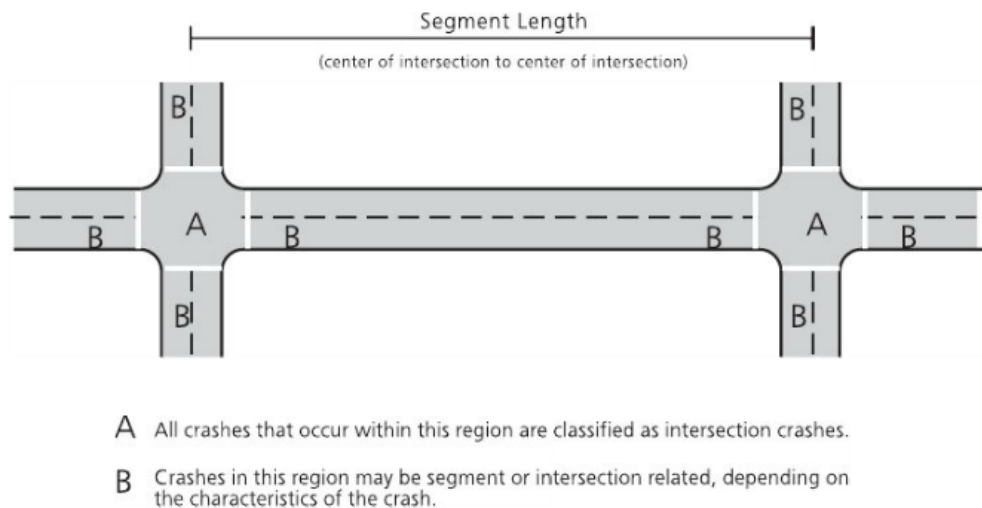 Segment Length
(center of intersection to center of intersection)
B B
A A
B B B B
B B
A All crashes that occur within this region are classified as intersection crashes.
B Crashes in this region may be segment or intersection related, depending on
the characteristics of the crash.